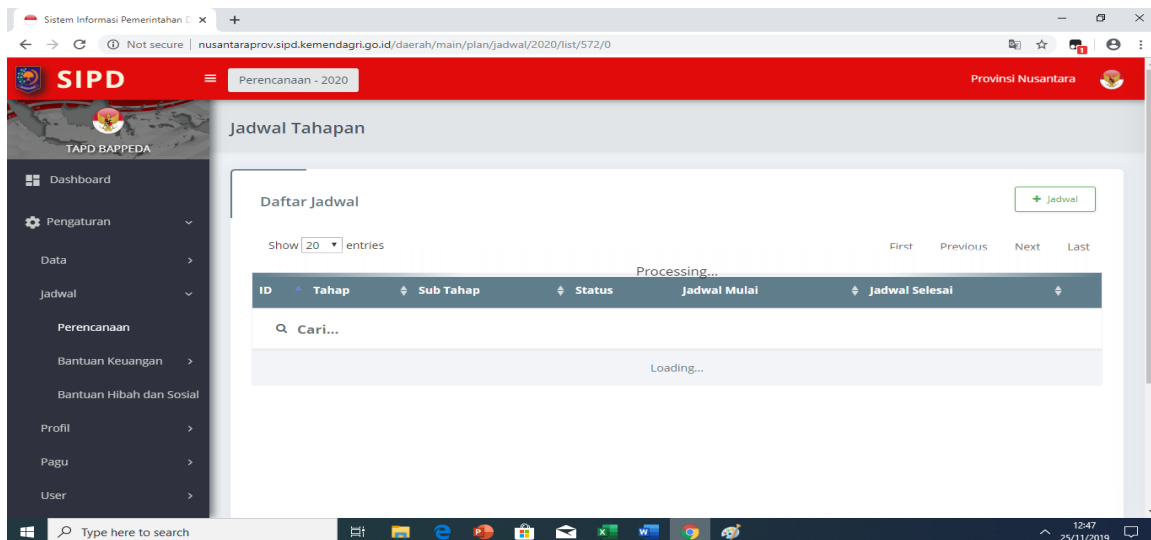 Sistem Informasi Pemerintahan D
Not secure | nusantaraprov.sipd.kemendagri.go.id/daerah/main/plan/jadwal/2020/list/572/0
SIPD
Perencanaan - 2020
Provinsi Nusantara
TAPD BAPPEDA
Jadwal Tahapan
Dashboard
Pengaturan
Data
Jadwal
Perencanaan
Bantuan Keuangan
Bantuan Hibah dan Sosial
Profil
Pagu
User
Daftar Jadwal
+ Jadwal
Show 20 entries
First Previous Next Last
Processing...
ID Tahap Sub Tahap Status Jadwal Mulai Jadwal Selesai
Cari...
Loading...
Type here to search
12:47
25/11/2019